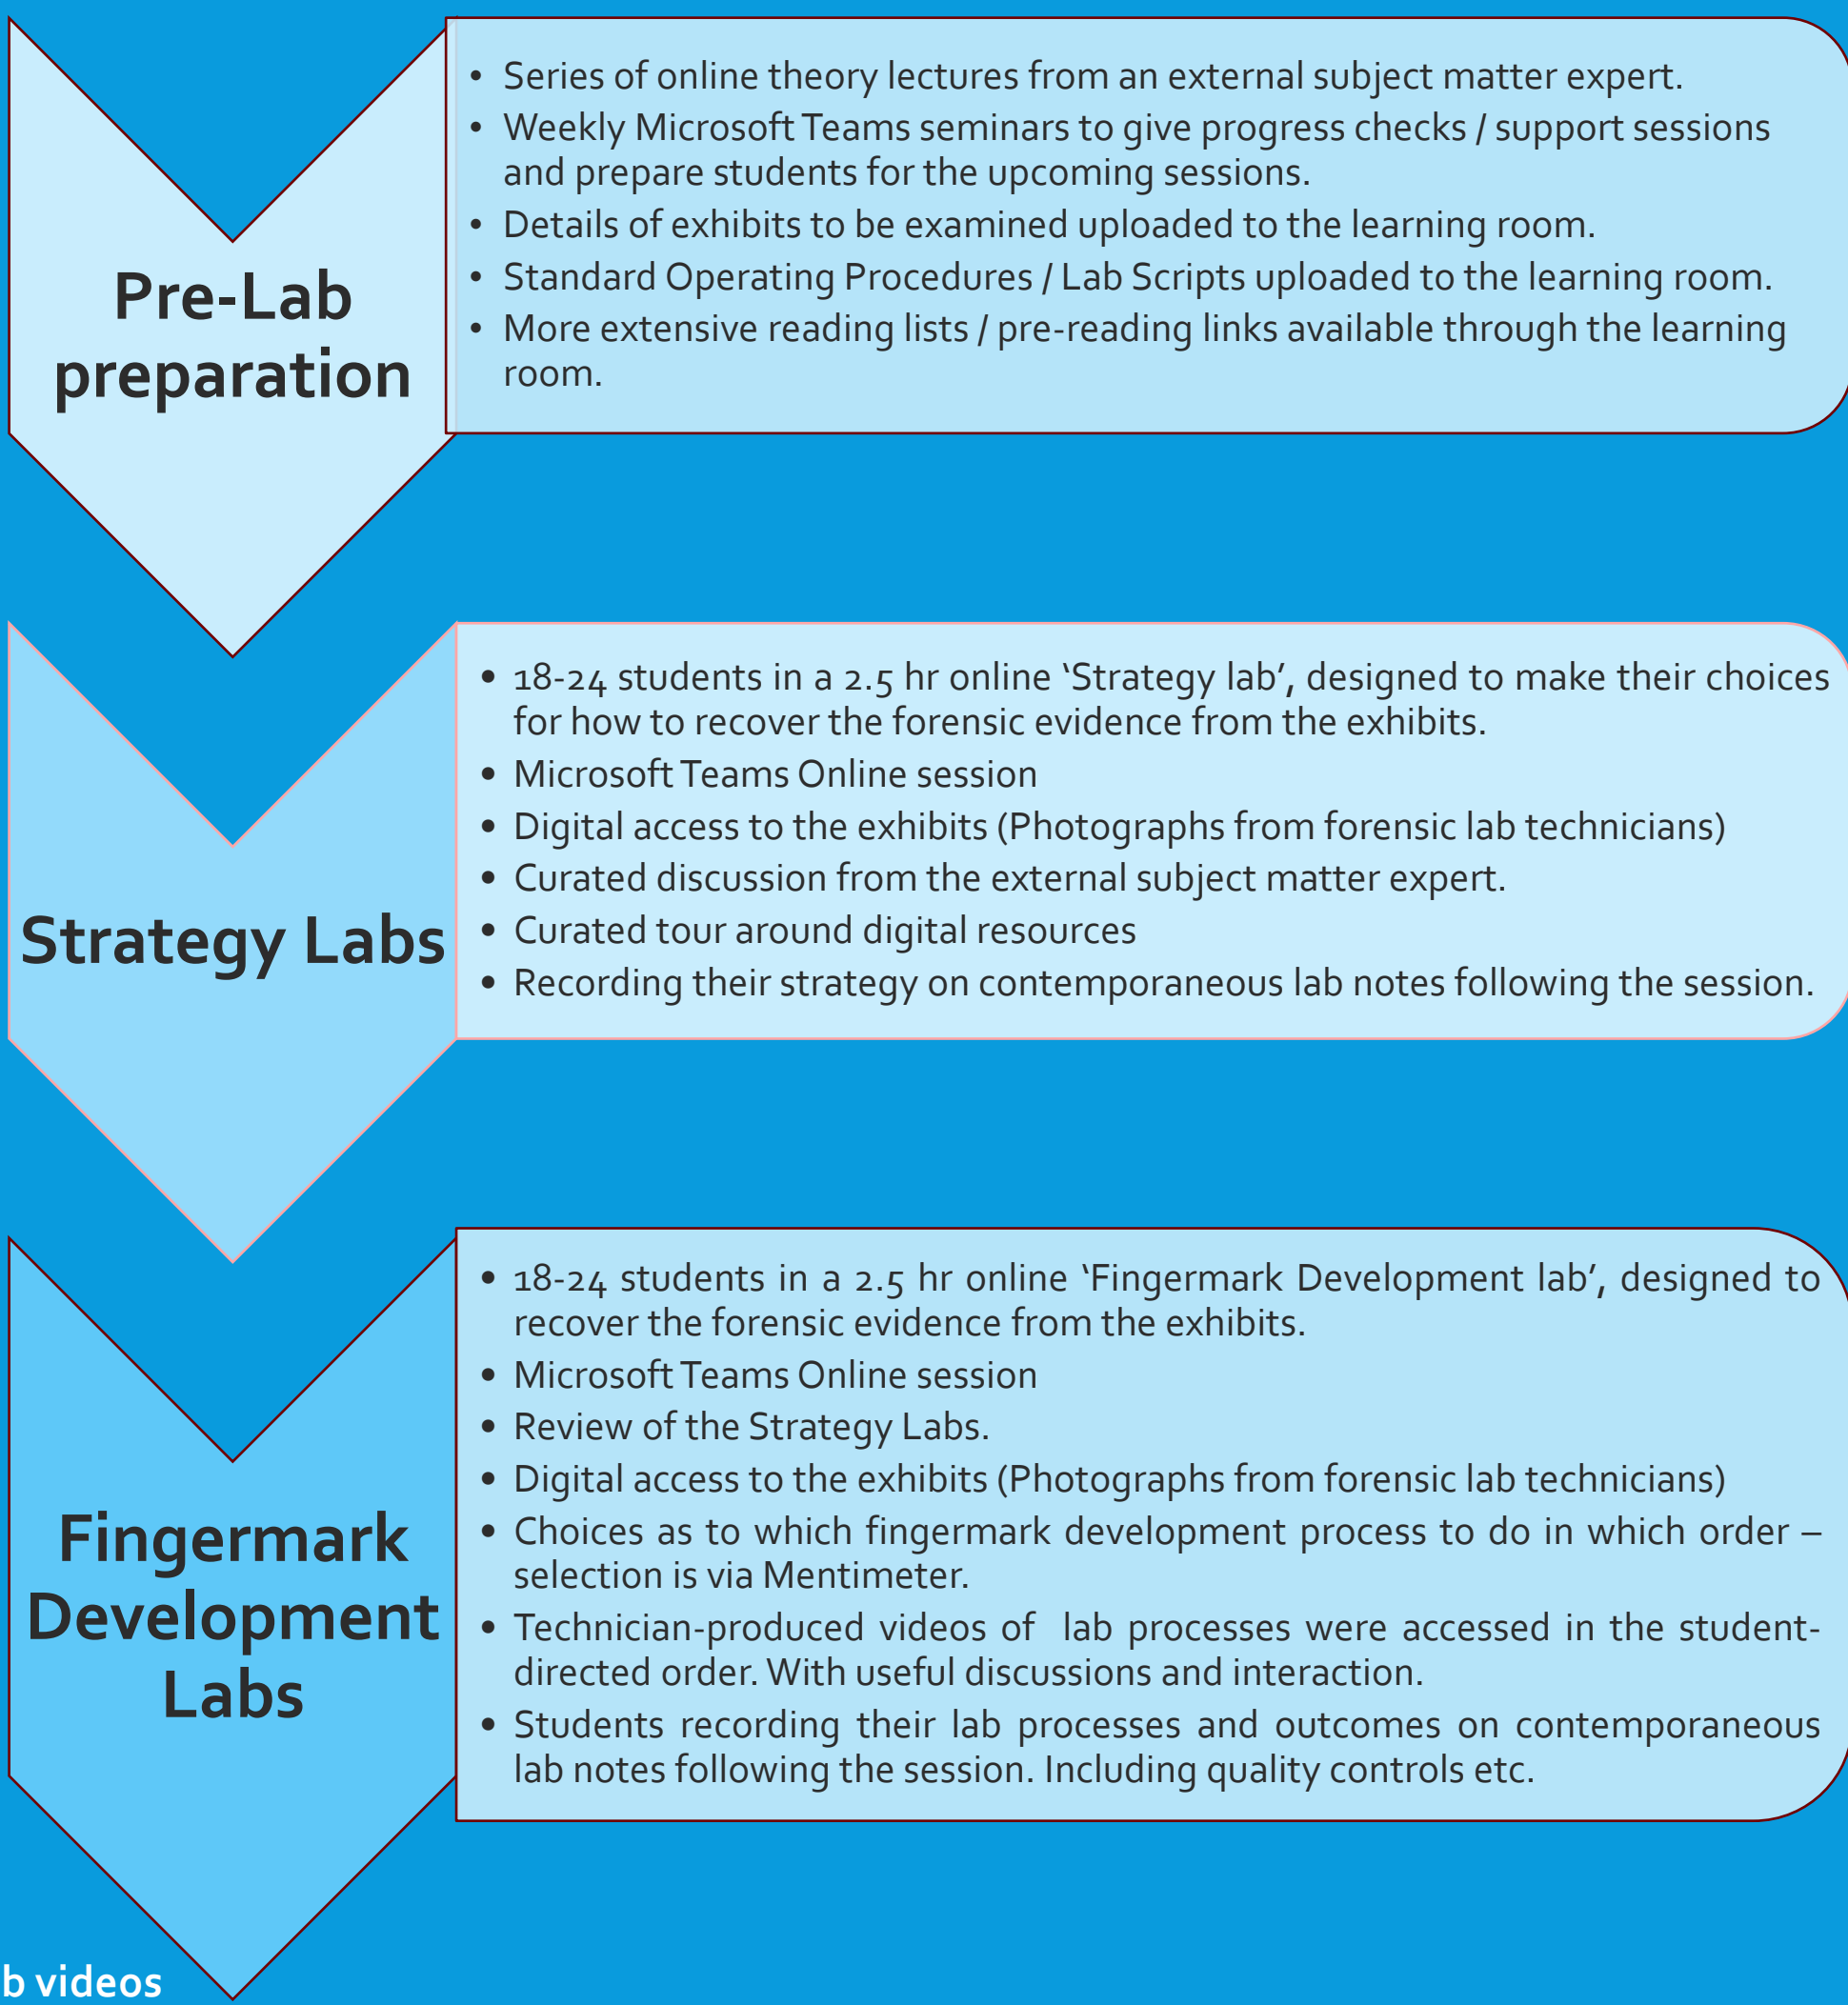 Pre-Lab
preparation
• Series of online theory lectures from an external subject matter expert.
• Weekly Microsoft Teams seminars to give progress checks / support sessions
and prepare students for the upcoming sessions.
• Details of exhibits to be examined uploaded to the learning room.
• Standard Operating Procedures / Lab Scripts uploaded to the learning room.
• More extensive reading lists / pre-reading links available through the learning
room.
Strategy Labs
• 18-24 students in a 2.5 hr online ‘Strategy lab’, designed to make their choices
for how to recover the forensic evidence from the exhibits.
• Microsoft Teams Online session
• Digital access to the exhibits (Photographs from forensic lab technicians)
• Curated discussion from the external subject matter expert.
• Curated tour around digital resources
• Recording their strategy on contemporaneous lab notes following the session.
Fingermark
Development
Labs
• 18-24 students in a 2.5 hr online ‘Fingermark Development lab’, designed to
recover the forensic evidence from the exhibits.
• Microsoft Teams Online session
• Review of the Strategy Labs.
• Digital access to the exhibits (Photographs from forensic lab technicians)
• Choices as to which fingermark development process to do in which order –
selection is via Mentimeter.
• Technician-produced videos of lab processes were accessed in the student-
directed order. With useful discussions and interaction.
• Students recording their lab processes and outcomes on contemporaneous
lab notes following the session. Including quality controls etc.
b videos